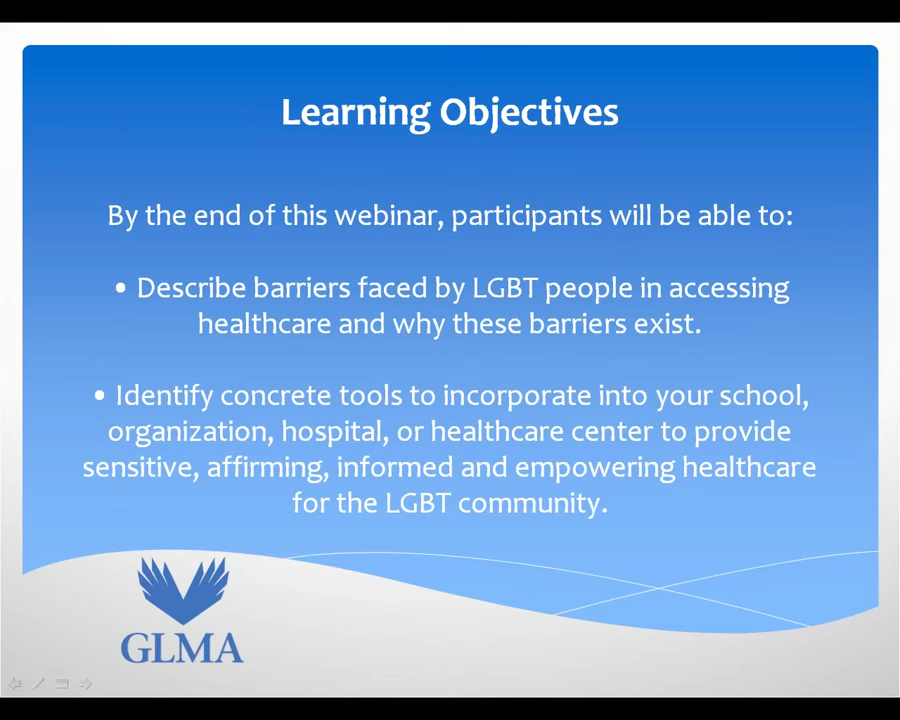 Learning Objectives
By the end of this webinar, participants will be able to:
• Describe barriers faced by LGBT people in accessing
healthcare and why these barriers exist.
• Identify concrete tools to incorporate into your school,
organization, hospital, or healthcare center to provide
sensitive, affirming, informed and empowering healthcare
for the LGBT community.
GLMA